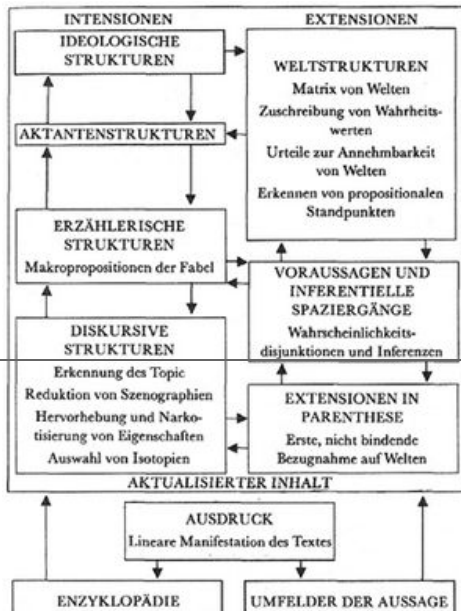 INTENSIONEN
EXTENSIONEN
IDEOLOGISCHE
STRUKTUREN
AKTANTENSTRUKTUREN
ERZÄHLERISCHE
STRUKTUREN
Makropropositionen der Fabel
DISKURSIVE
STRUKTUREN
Erkennung des Topic
Reduktion von Szenographien
Hervorhebung und Narko-
tisierung von Eigenschaften
Auswahl von Isotopien
WELTSTRUKTUREN
Matrix von Welten
Zuschreibung von Wahrheits-
werten
Urteile zur Annehmbarkeit
von Welten
Erkennen von propositionalen
Standpunkten
VORAUSSAGEN UND
INFERENTIELLE
SPAZIERGÄNGE
Wahrscheinlichkeits-
disjunktionen und Inferenzen
EXTENSIONEN IN
PARENTHESE
Erste, nicht bindende
Bezugnahme auf Welten
AKTUALISIERTER INHALT
AUSDRUCK
Lineare Manifestation des Textes
ENZYKLOPÄDIE
UMFELDER DER AUSSAGE